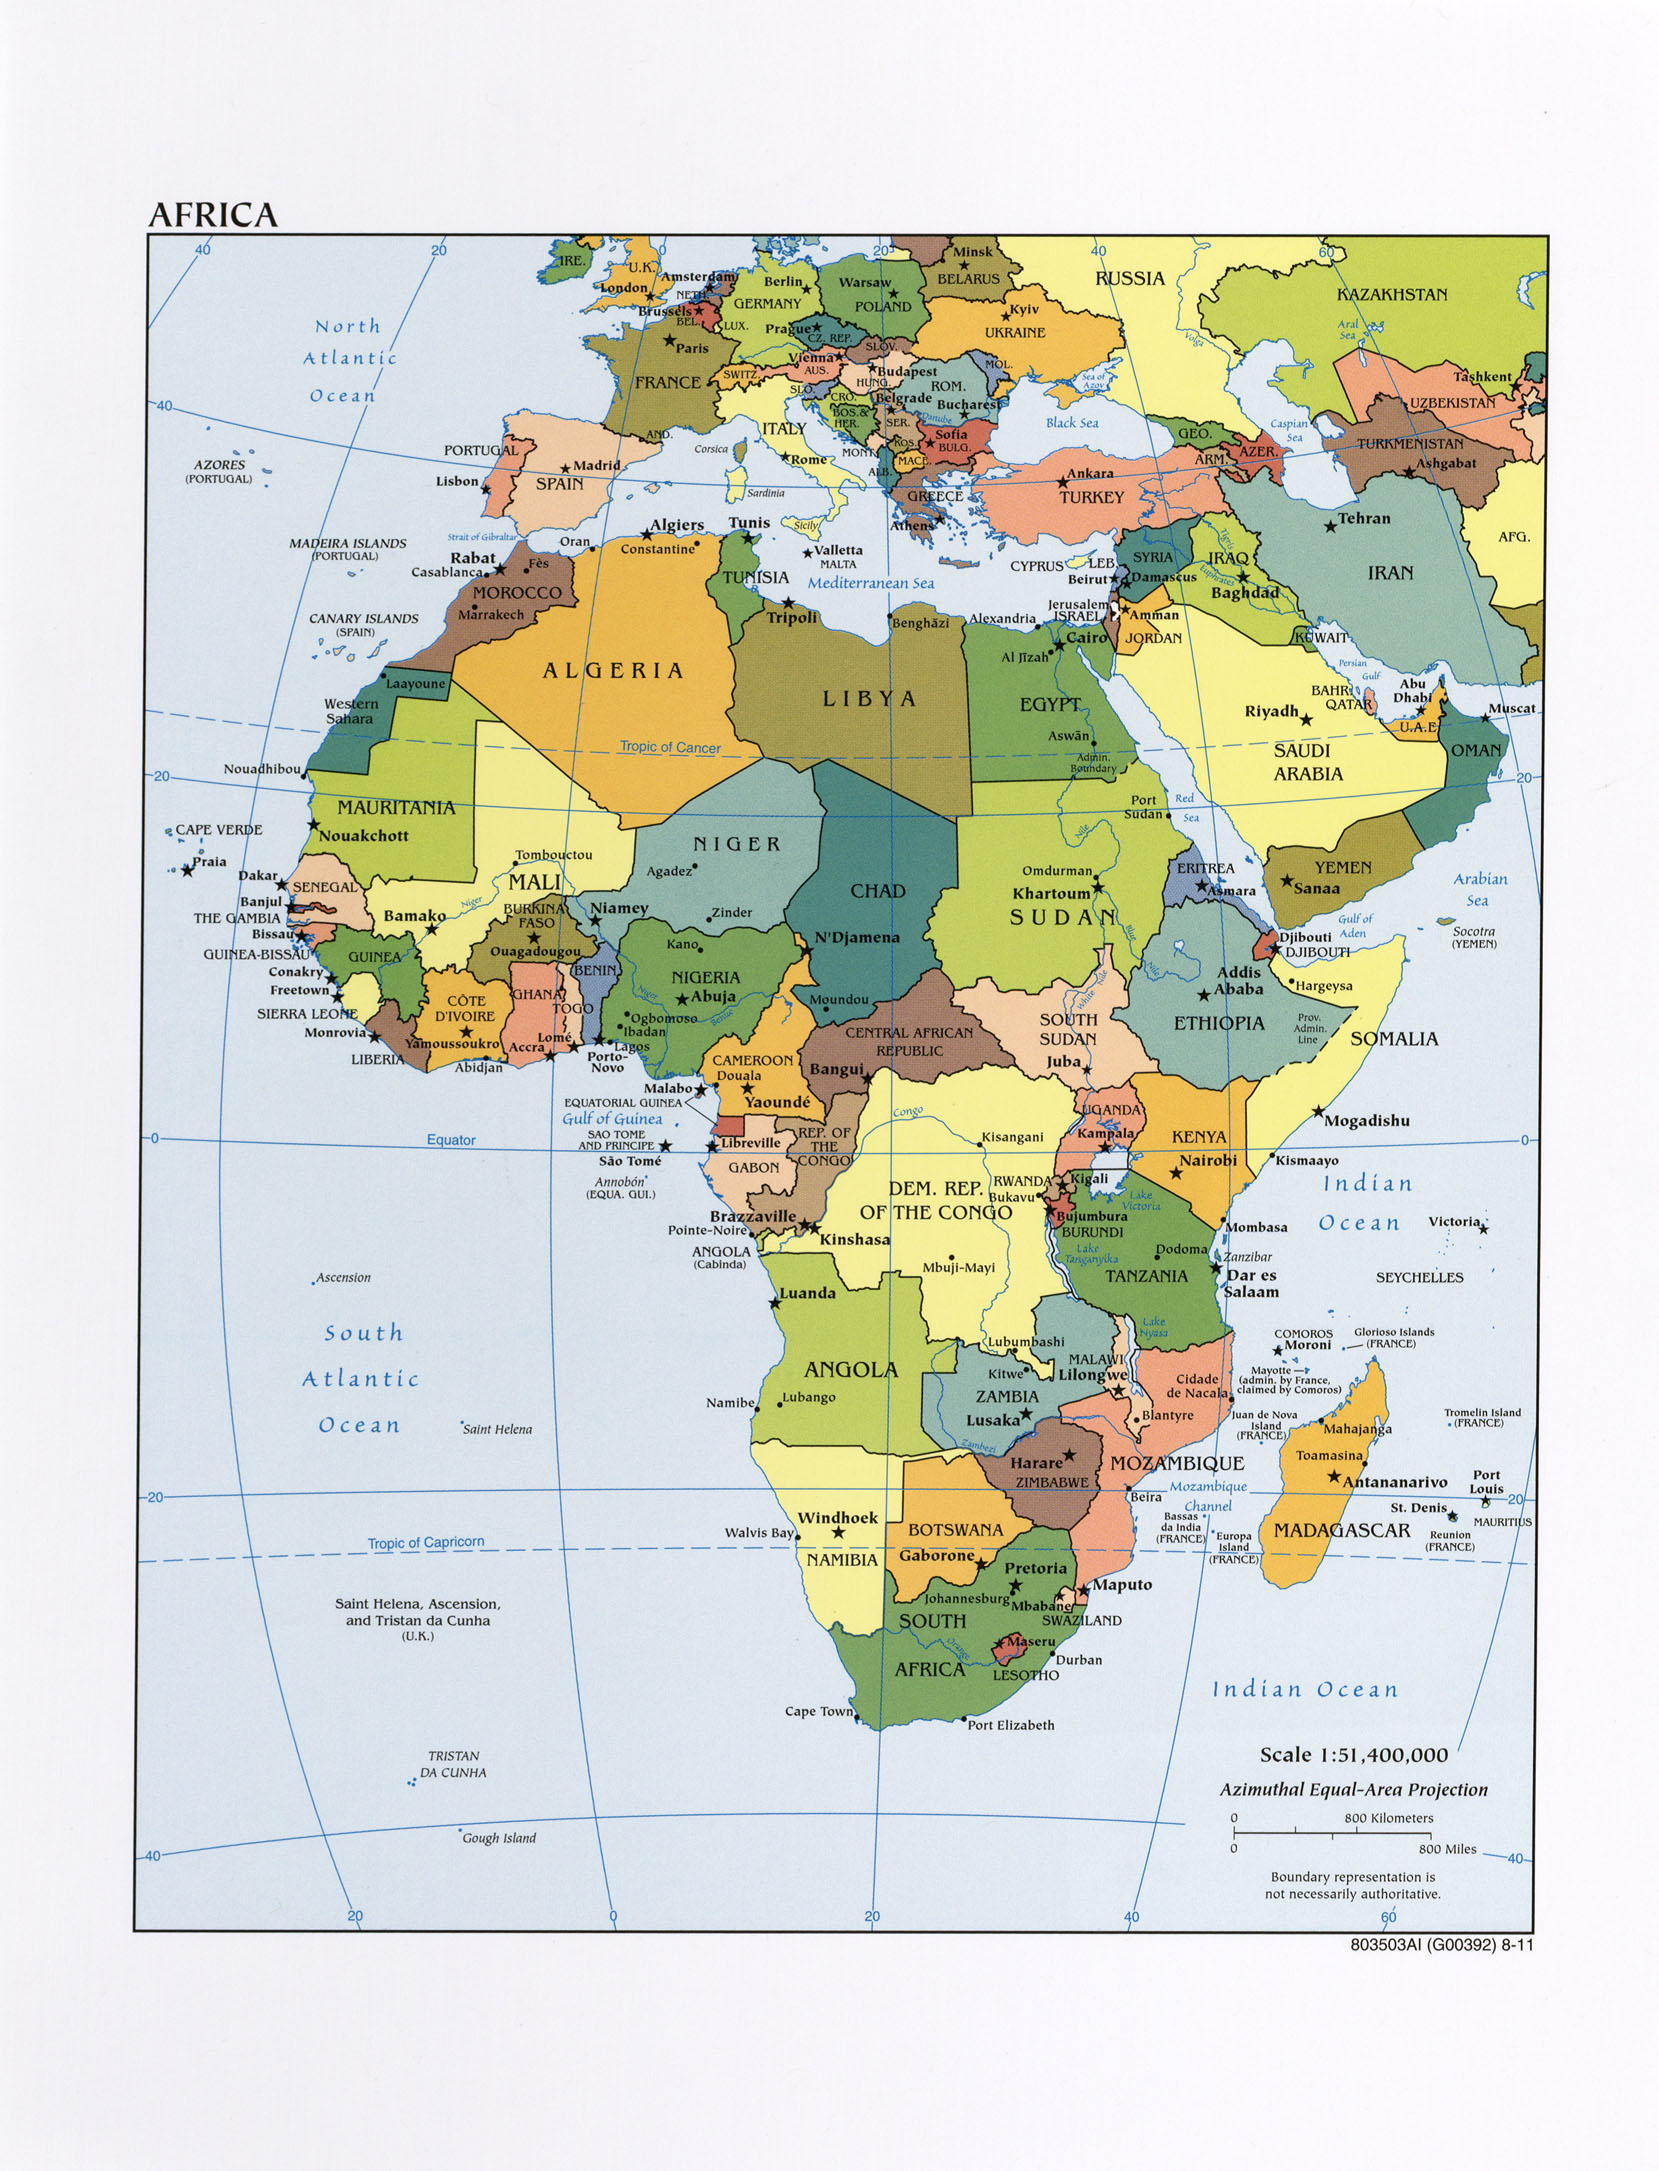 AFRICA
40
20
0
20
40
60
IRE.
U.K.
London
Amsterdam
NETH.
Brussels
BEL.
LUX.
Paris
FRANCE
Berlin
GERMANY
Warsaw
POLAND
Minsk
BELARUS
Kyiv
UKRAINE
RUSSIA
KAZAKHSTAN
Aral
Sea
Volga
Prague
CZ. REP.
SLOV.
Vienna
AUS.
SWITZ.
Budapest
HUNG.
MOL.
ROM.
Bucharest
SLO.
CRO.
Belgrade
BOS.&
HER.
SER.
Danube
Sofia
BULG.
KOS.
MONT.
MACE.
ALB.
GREECE
Athens
ITALY
Rome
Corsica
Sardinia
Sicily
AND.
Sea of
Azov
Black Sea
Caspian
Sea
GEO.
ARM.
AZER.
Tashkent
UZBEKISTAN
TURKMENISTAN
Ashgabat
AFG.
Ankara
TURKEY
Tehran
IRAN
North
Atlantic
Ocean
40
PORTUGAL
Lisbon
Madrid
SPAIN
AZORES
(PORTUGAL)
MADEIRA ISLANDS
(PORTUGAL)
CANARY ISLANDS
(SPAIN)
Strait of Gibraltar
Rabat
Casablanca
Fès
MOROCCO
Marrakech
Oran
Algiers
Constantine
Tunis
TUNISIA
Valletta
MALTA
Mediterranean Sea
Tripoli
Benghāzī
CYPRUS
LEB.
Beirut
SYRIA
Damascus
Jerusalem
ISRAEL
Amman
JORDAN
IRAQ
Baghdad
Tigris
Euphrates
KUWAIT
Persian
Gulf
BAHR.
QATAR
Abu
Dhabi
U.A.E.
Muscat
OMAN
Riyadh
SAUDI
ARABIA
Alexandria
Cairo
Al Jīzah
EGYPT
Aswān
Admin.
Boundary
ALGERIA
LIBYA
Laayoune
Western
Sahara
Tropic of Cancer
20
20
Nouadhibou
MAURITANIA
Nouakchott
CAPE VERDE
Praia
Dakar
SENEGAL
Banjul
THE GAMBIA
Bissau
GUINEA-BISSAU
GUINEA
Conakry
Freetown
SIERRA LEONE
Monrovia
LIBERIA
Tombouctou
MALI
Bamako
Niger
BURKINA
FASO
Ouagadougou
CÔTE
D'IVOIRE
Yamoussoukro
Abidjan
GHANA
Accra
TOGO
Lomé
BENIN
Porto-
Novo
Niamey
NIGER
Agadez
Zinder
Kano
NIGERIA
Abuja
Niger
Benue
Ogbomoso
Ibadan
Lagos
CHAD
N'Djamena
Moundou
Port
Sudan
Red
Sea
Nile
Omdurman
Khartoum
SUDAN
Blue
Nile
White Nile
ERITREA
Asmara
YEMEN
Sanaa
Gulf of
Aden
Arabian
Sea
Socotra
(YEMEN)
Djibouti
DJIBOUTI
Hargeysa
Addis
Ababa
ETHIOPIA
Prov.
Admin.
Line
SOMALIA
Mogadishu
Kismaayo
SOUTH
SUDAN
Juba
CENTRAL AFRICAN
REPUBLIC
Bangui
CAMEROON
Douala
Yaoundé
Malabo
EQUATORIAL GUINEA
Gulf of Guinea
SAO TOME
AND PRINCIPE
São Tomé
Annobón
(EQUA. GUI.)
Libreville
GABON
REP. OF
THE
CONGO
Brazzaville
Pointe-Noire
ANGOLA
(Cabinda)
Kinshasa
Congo
Kisangani
DEM. REP.
OF THE CONGO
Mbuji-Mayi
Lubumbashi
UGANDA
Kampala
KENYA
Nairobi
RWANDA
Kigali
Bukavu
Bujumbura
BURUNDI
Lake
Victoria
Lake
Tanganyika
Dodoma
TANZANIA
Mombasa
Zanzibar
Dar es
Salaam
Lake
Nyasa
0
Equator
0
Indian
Ocean
Victoria
SEYCHELLES
Ascension
South
Atlantic
Ocean
Saint Helena
Luanda
ANGOLA
Lubango
Namibe
Kitwe
ZAMBIA
Lusaka
Zambezi
MALAWI
Lilongwe
Blantyre
Cidade
de Nacala
MOZAMBIQUE
Beira
Harare
ZIMBABWE
COMOROS
Moroni
Glorioso Islands
(FRANCE)
Mayotte
(admin. by France,
claimed by Comoros)
Juan de Nova
Island
(FRANCE)
Mahajanga
Toamasina
Antananarivo
MADAGASCAR
Tromelin Island
(FRANCE)
Port
Louis
MAURITIUS
St. Denis
Reunion
(FRANCE)
Mozambique
Channel
Bassas
da India
(FRANCE)
Europa
Island
(FRANCE)
20
20
Tropic of Capricorn
Windhoek
Walvis Bay
NAMIBIA
BOTSWANA
Gaborone
Pretoria
Johannesburg
Mbabane
SWAZILAND
Maputo
SOUTH
AFRICA
Orange
Maseru
LESOTHO
Durban
Cape Town
Port Elizabeth
Saint Helena, Ascension,
and Tristan da Cunha
(U.K.)
TRISTAN
DA CUNHA
Gough Island
Indian Ocean
Scale 1:51,400,000
Azimuthal Equal-Area Projection
0
800 Kilometers
0
800 Miles
Boundary representation is
not necessarily authoritative.
40
40
20
0
20
40
60
803503AI (G00392) 8-11